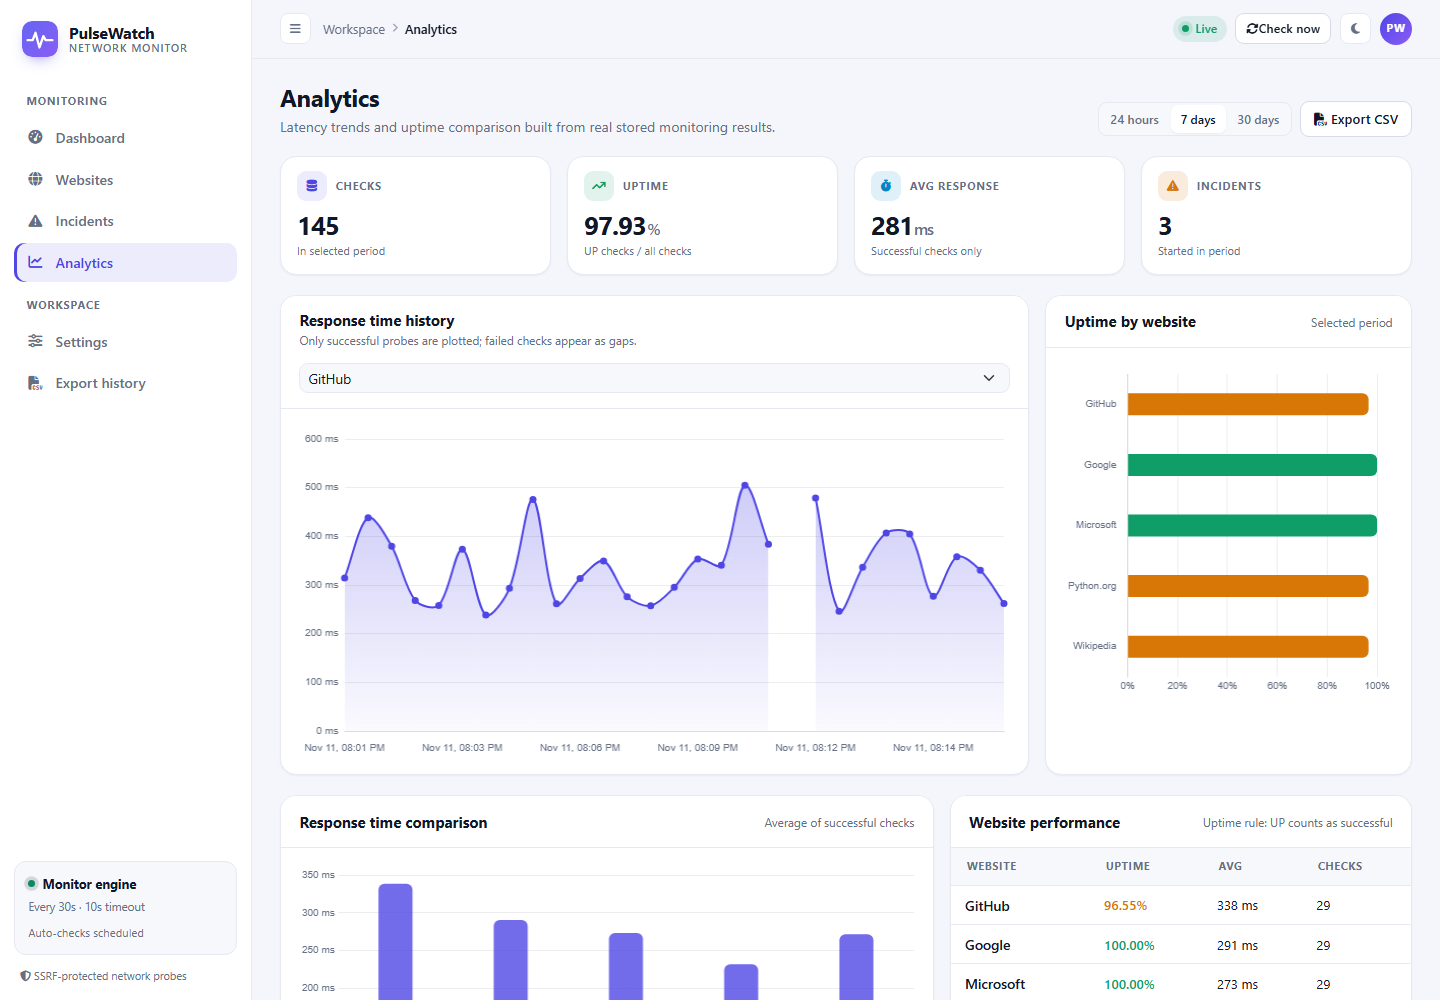 PulseWatch
NETWORK MONITOR
MONITORING
Dashboard
Websites
Incidents
Analytics
WORKSPACE
Settings
Export history
Monitor engine
Every 30s · 10s timeout
Auto-checks scheduled
SSRF-protected network probes
Workspace > Analytics
Live
Check now
PW
Analytics
Latency trends and uptime comparison built from real stored monitoring results.
24 hours
7 days
30 days
Export CSV
CHECKS
145
In selected period
UPTIME
97.93%
UP checks / all checks
AVG RESPONSE
281 ms
Successful checks only
INCIDENTS
3
Started in period
Response time history
Only successful probes are plotted; failed checks appear as gaps.
GitHub
600 ms
500 ms
400 ms
300 ms
200 ms
100 ms
0 ms
Nov 11, 08:01 PM
Nov 11, 08:03 PM
Nov 11, 08:06 PM
Nov 11, 08:09 PM
Nov 11, 08:12 PM
Nov 11, 08:14 PM
Uptime by website
Selected period
GitHub
Google
Microsoft
Python.org
Wikipedia
0%
20%
40%
60%
80%
100%
Response time comparison
Average of successful checks
350 ms
300 ms
250 ms
200 ms
Website performance
Uptime rule: UP counts as successful
WEBSITE UPTIME AVG CHECKS
GitHub 96.55% 338 ms 29
Google 100.00% 291 ms 29
Microsoft 100.00% 273 ms 29